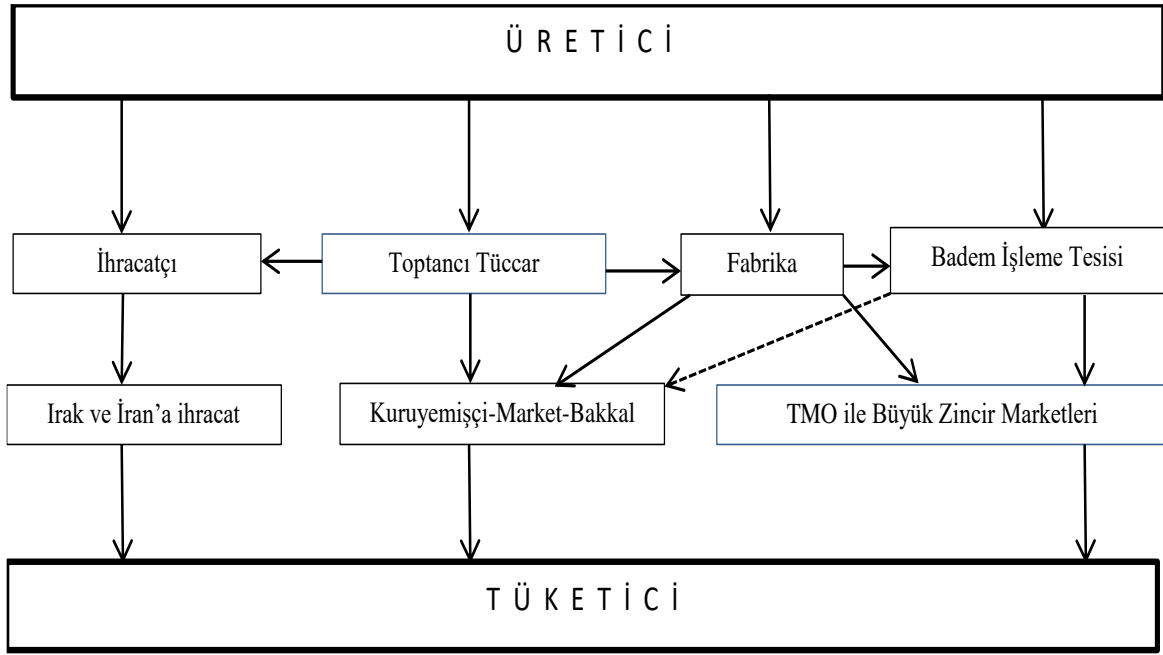 Ü R E T İ C İ
İhracatçı
Toptancı Tüccar
Fabrika
Badem İşleme Tesisi
Irak ve İran’a ihracat
Kuruyemişçi-Market-Bakkal
TMO ile Büyük Zincir Marketleri
T Ü K E T İ C İ